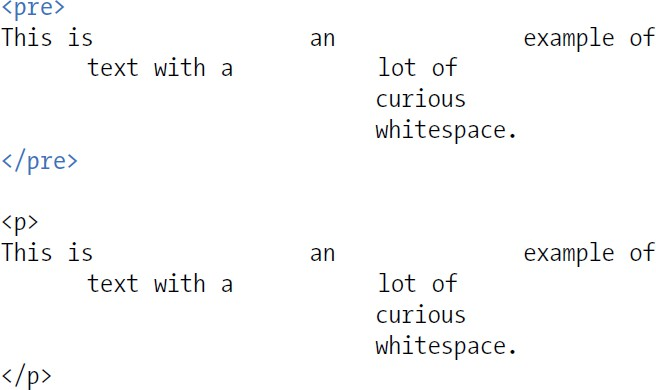 <pre>
This is                an              example of
       text with a           lot of
                             curious
                             whitespace.
</pre>
<p>
This is                an              example of
       text with a           lot of
                             curious
                             whitespace.
</p>